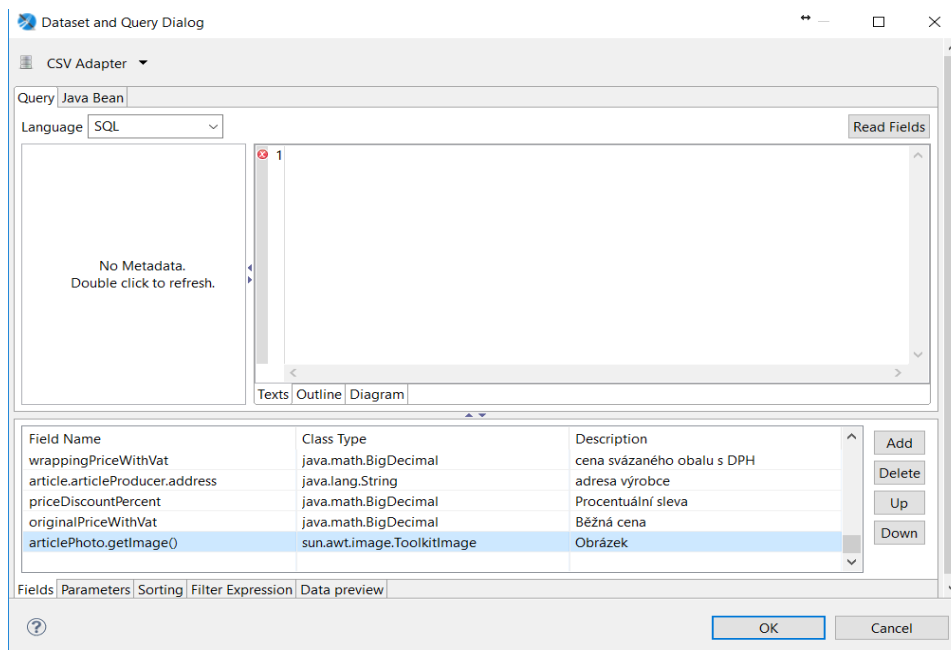 Dataset and Query Dialog
CSV Adapter
Query Java Bean
Language SQL Read Fields
1
No Metadata.
Double click to refresh.
Texts Outline Diagram
Field Name Class Type Description
wrappingPriceWithVat java.math.BigDecimal cena svázaného obalu s DPH
article.articleProducer.address java.lang.String adresa výrobce
priceDiscountPercent java.math.BigDecimal Procentuální sleva
originalPriceWithVat java.math.BigDecimal Běžná cena
articlePhoto.getImage() sun.awt.image.ToolkitImage Obrázek
Add
Delete
Up
Down
Fields Parameters Sorting Filter Expression Data preview
? OK Cancel